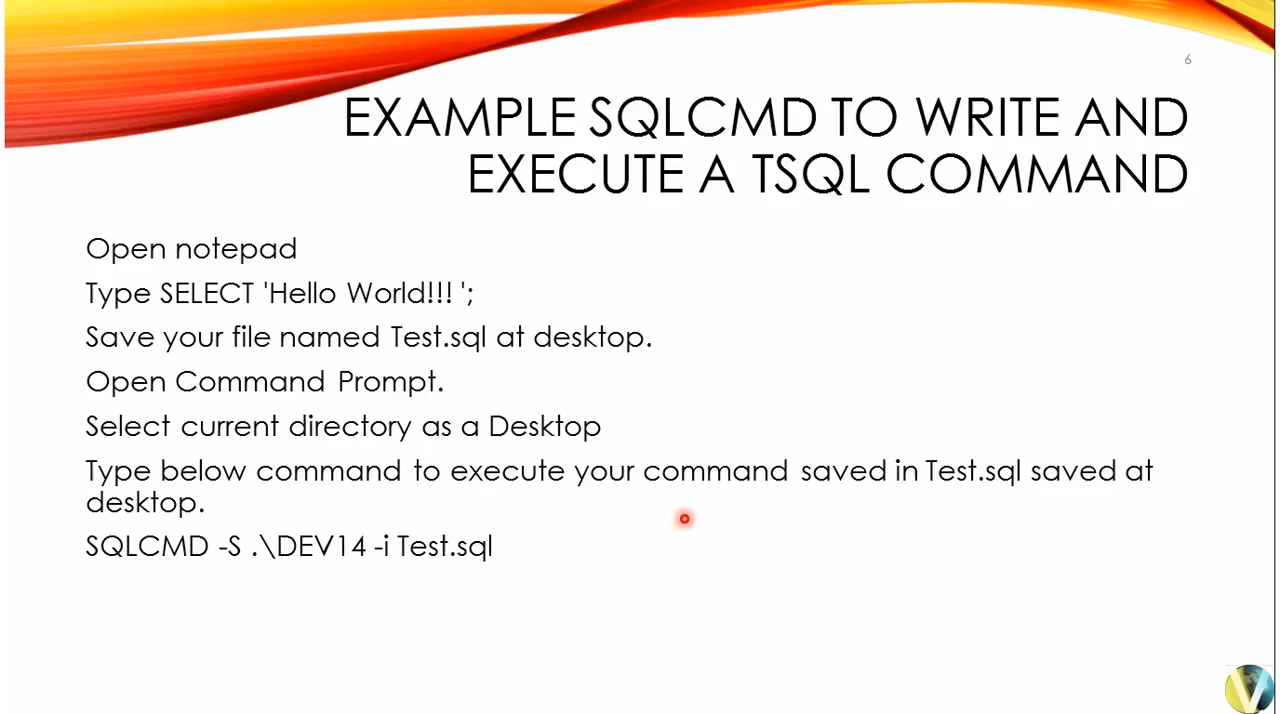 6
EXAMPLE SQLCMD TO WRITE AND
EXECUTE A TSQL COMMAND
Open notepad
Type SELECT 'Hello World!!! ';
Save your file named Test.sql at desktop.
Open Command Prompt.
Select current directory as a Desktop
Type below command to execute your command saved in Test.sql saved at
desktop.
SQLCMD -S .\DEV14 -i Test.sql
V